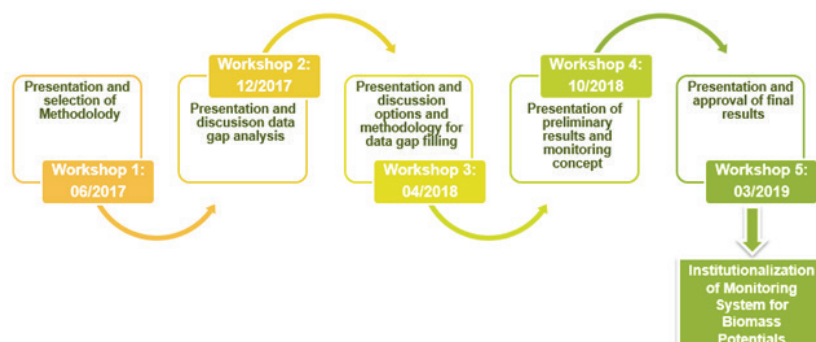 Presentation and
selection of
Methodolody
Workshop 1:
06/2017
Workshop 2:
12/2017
Presentation and
discusison data
gap analysis
Presentation and
discussion
options and
methodology for
data gap filling
Workshop 3:
04/2018
Workshop 4:
10/2018
Presentation of
preliminary
results and
monitoring
concept
Presentation and
approval of final
results
Workshop 5:
03/2019
Institutionalization
of Monitoring
System for
Biomass
Potentials